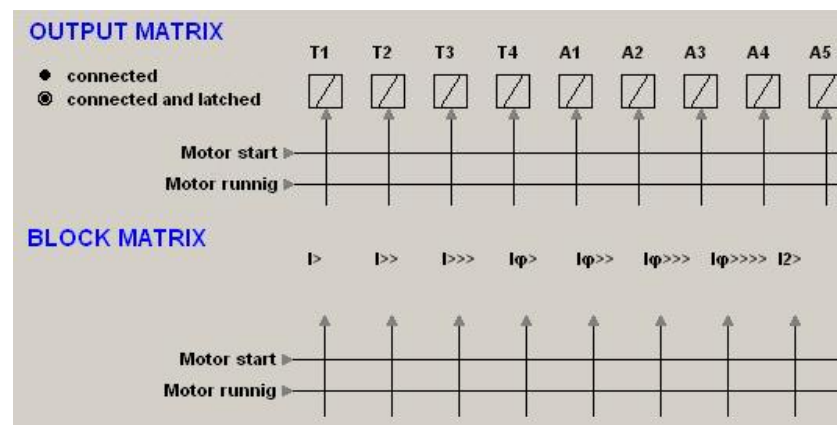 OUTPUT MATRIX
T1 T2 T3 T4 A1 A2 A3 A4 A5
connected
connected and latched
Motor start
Motor runnig
BLOCK MATRIX
I> I>> I>>> Iφ> Iφ>> Iφ>>> Iφ>>>> I2>
Motor start
Motor runnig